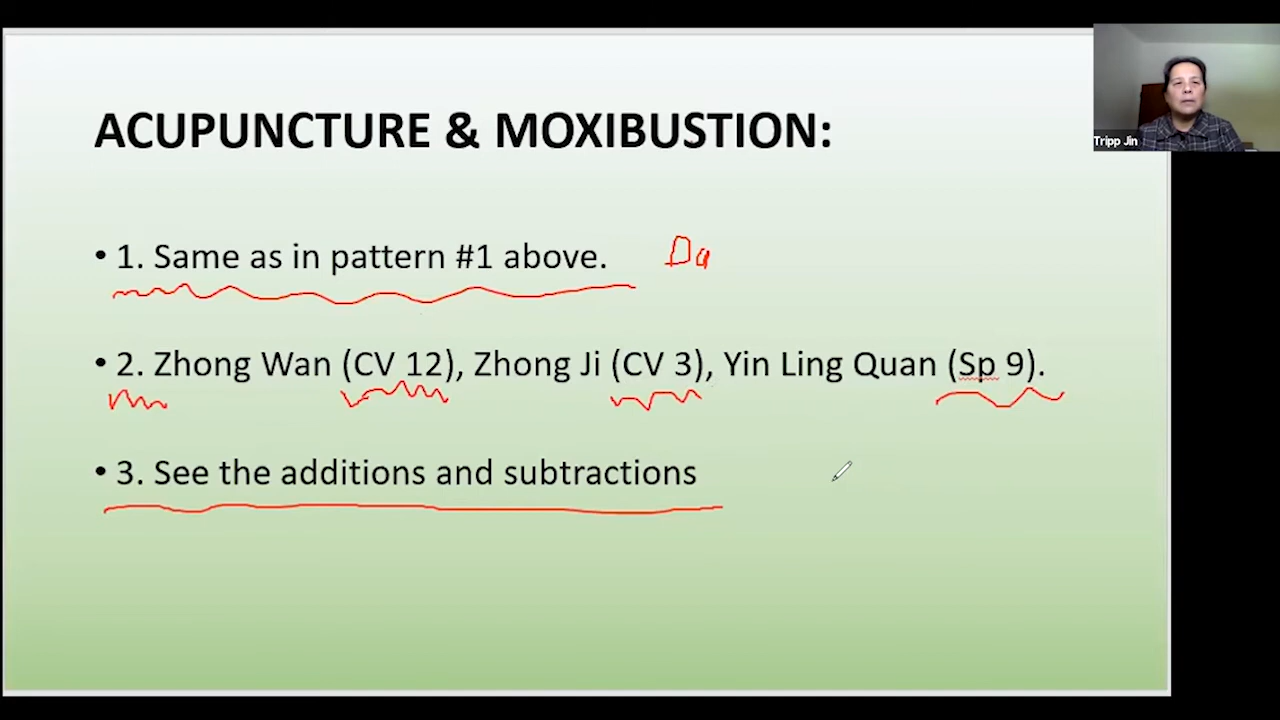 ACUPUNCTURE & MOXIBUSTION:
Tripp Jin
• 1. Same as in pattern #1 above. Da
• 2. Zhong Wan (CV 12), Zhong Ji (CV 3), Yin Ling Quan (Sp 9).
• 3. See the additions and subtractions